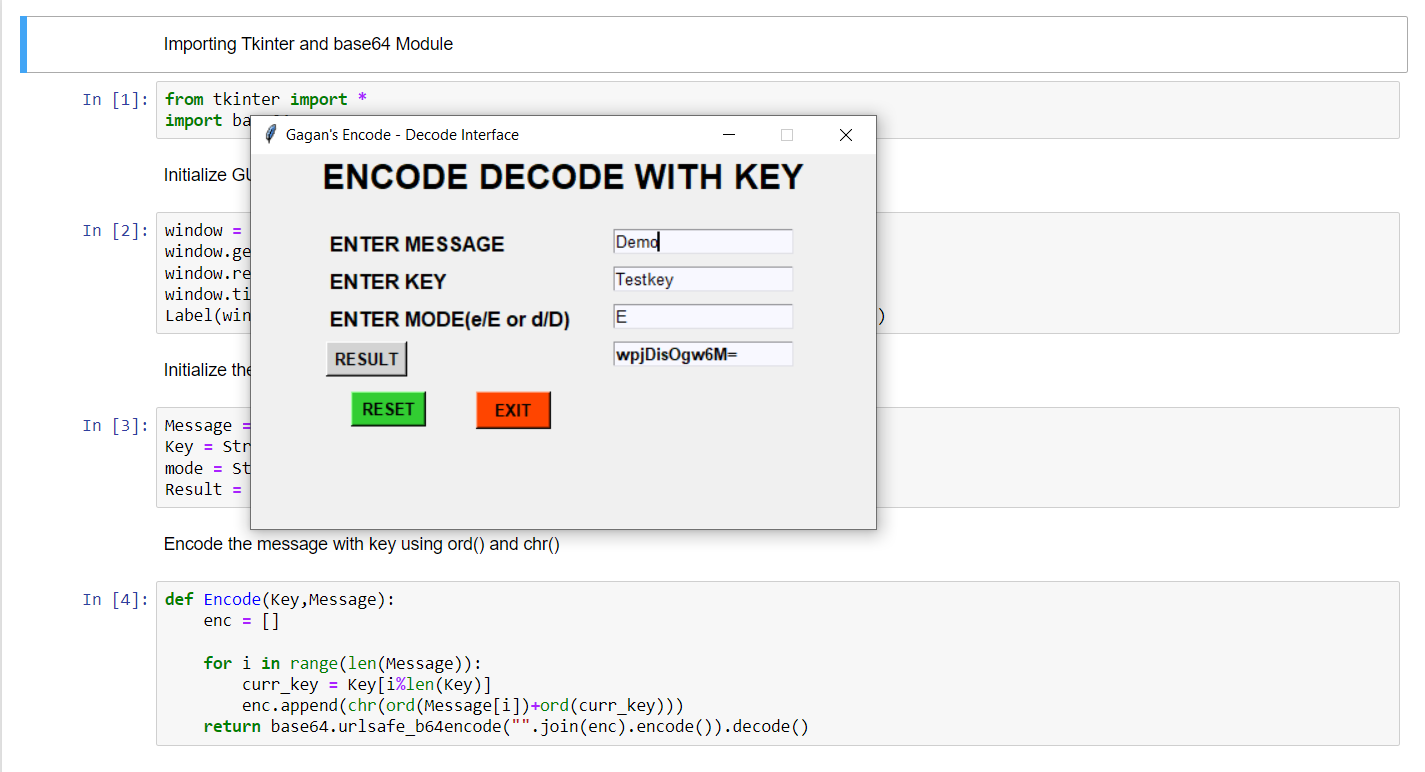 Importing Tkinter and base64 Module
In [1]: from tkinter import *
import
Gagan's Encode - Decode Interface
ENCODE DECODE WITH KEY
ENTER MESSAGE Demo
ENTER KEY Testkey
ENTER MODE(e/E or d/D) E
RESULT wpjDisOgw6M=
RESET EXIT
Initialize
In [2]: window =
window.ge
window.re
window.ti
Label(win )
Initialize the
In [3]: Message =
Key = Str
mode = St
Result =
Encode the message with key using ord() and chr()
In [4]: def Encode(Key,Message):
enc = []
for i in range(len(Message)):
curr_key = Key[i%len(Key)]
enc.append(chr(ord(Message[i])+ord(curr_key)))
return base64.urlsafe_b64encode("".join(enc).encode()).decode()